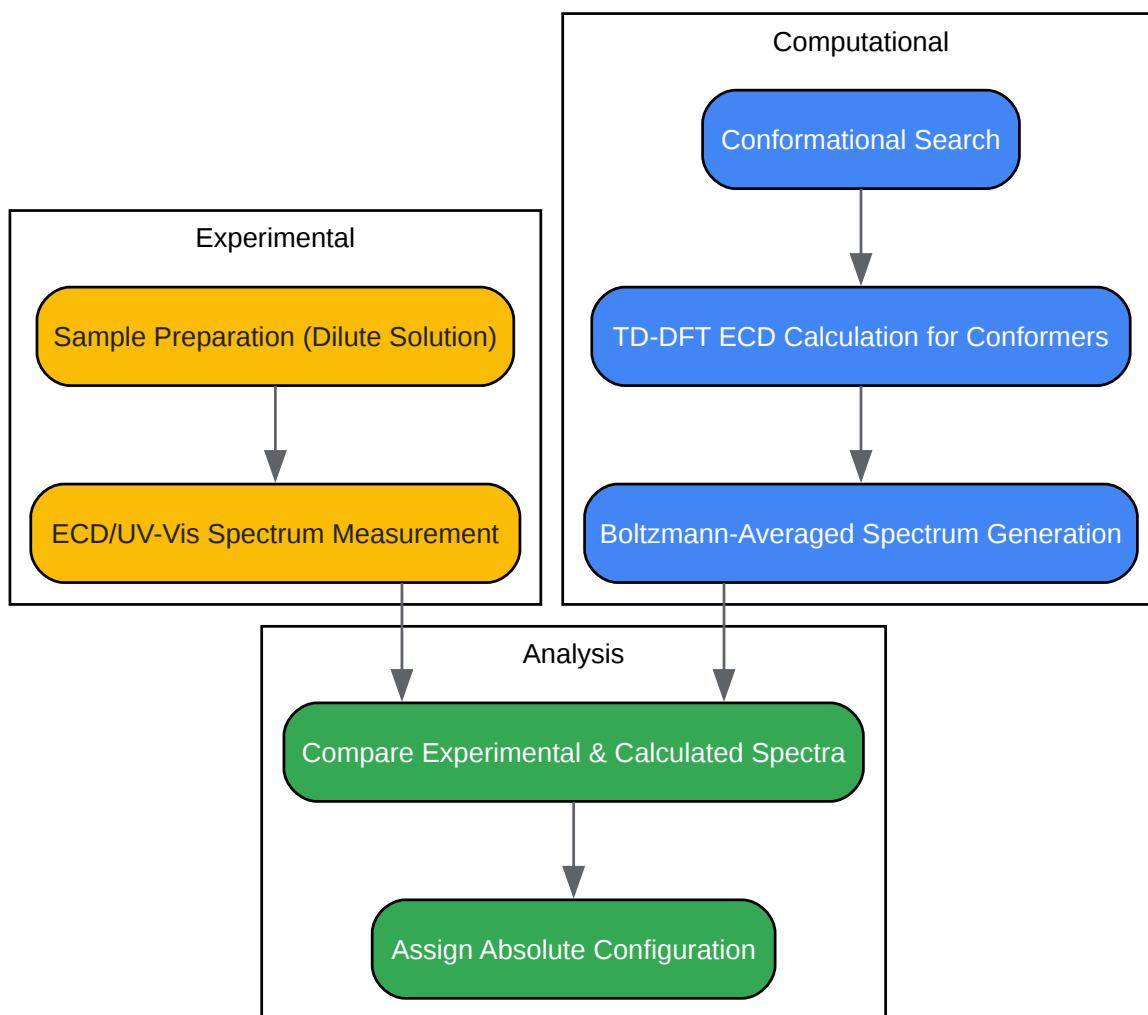 Computational
Conformational Search
TD-DFT ECD Calculation for Conformers
Boltzmann-Averaged Spectrum Generation
Experimental
Sample Preparation (Dilute Solution)
ECD/UV-Vis Spectrum Measurement
Analysis
Compare Experimental & Calculated Spectra
Assign Absolute Configuration